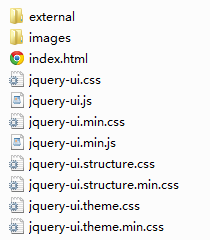 external
images
index.html
jquery-ui.css
jquery-ui.js
jquery-ui.min.css
jquery-ui.min.js
jquery-ui.structure.css
jquery-ui.structure.min.css
jquery-ui.theme.css
jquery-ui.theme.min.css